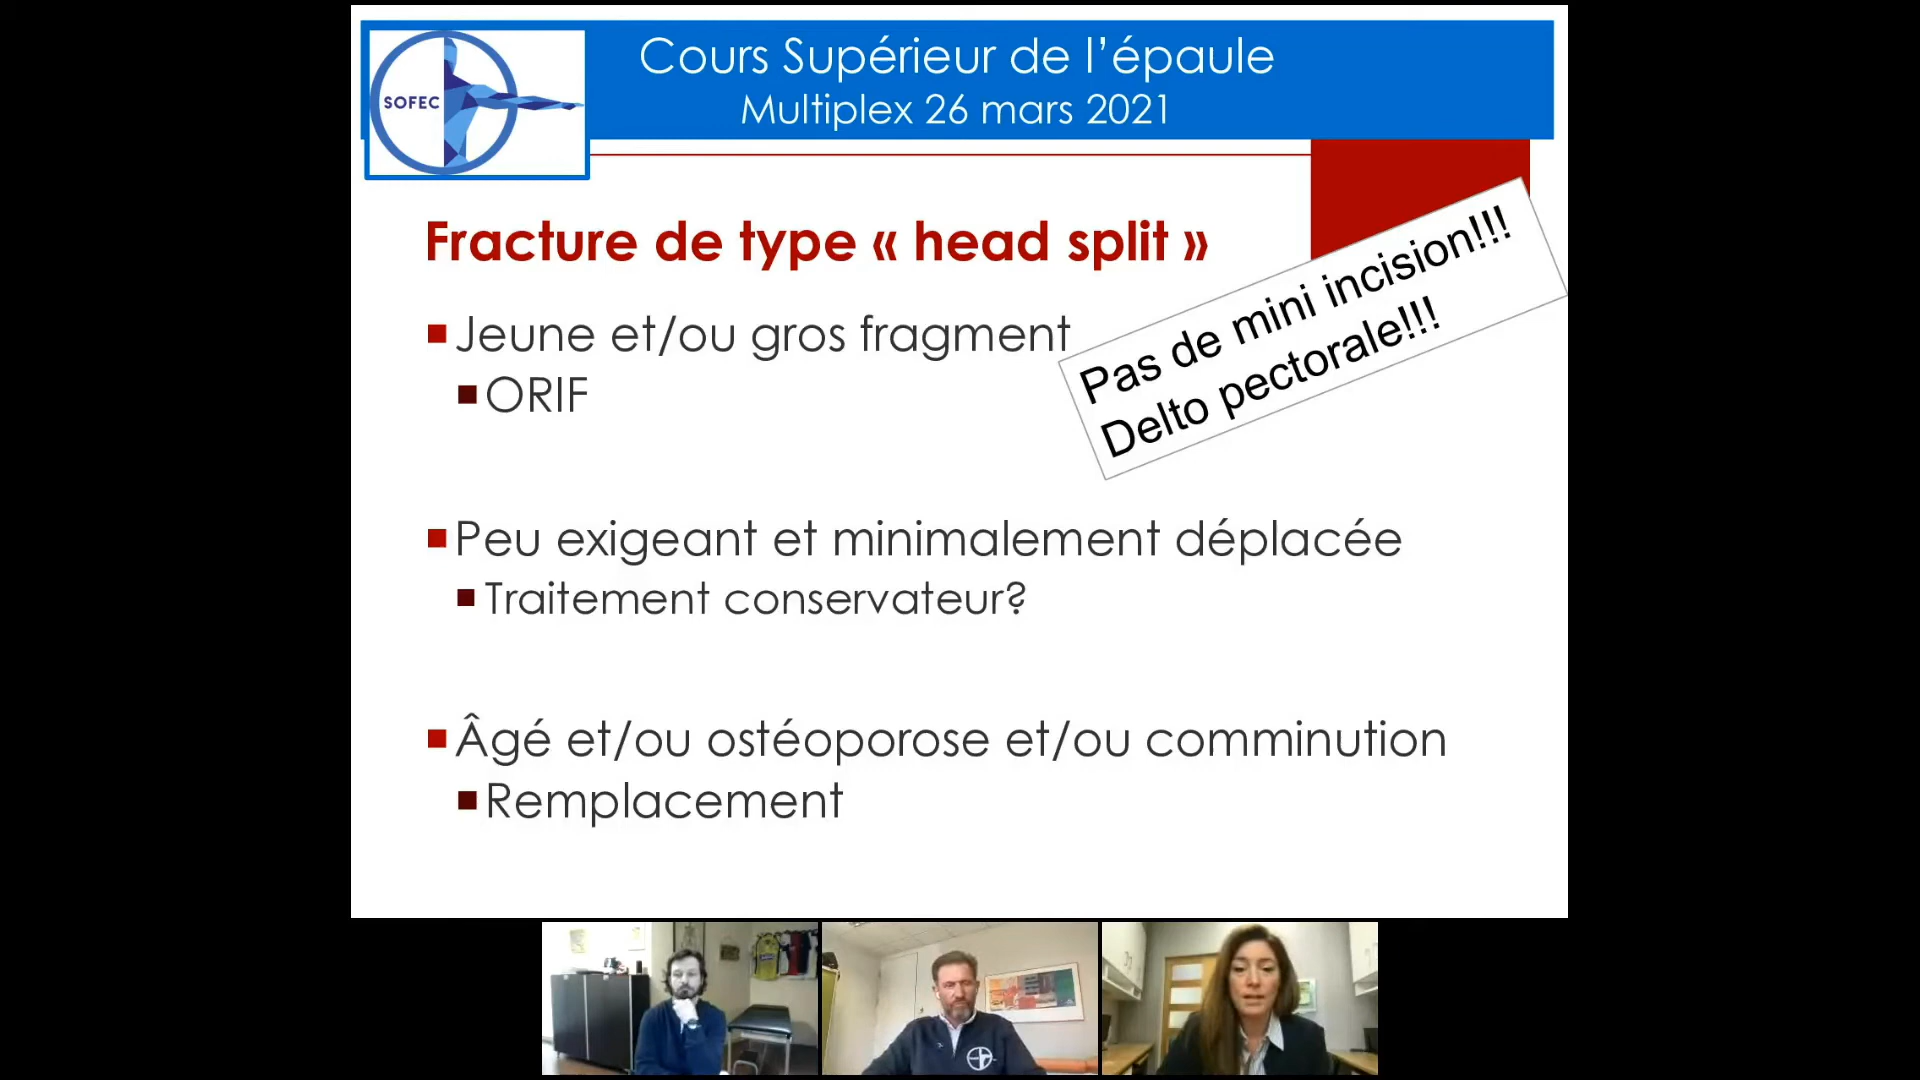 SOFEC
Cours Supérieur de l’épaule
Multiplex 26 mars 2021
Fracture de type « head split »
Pas de mini incision!!!
Delto pectorale!!!
Jeune et/ou gros fragment
ORIF
Peu exigeant et minimalement déplacée
Traitement conservateur?
Âgé et/ou ostéoporose et/ou comminution
Remplacement